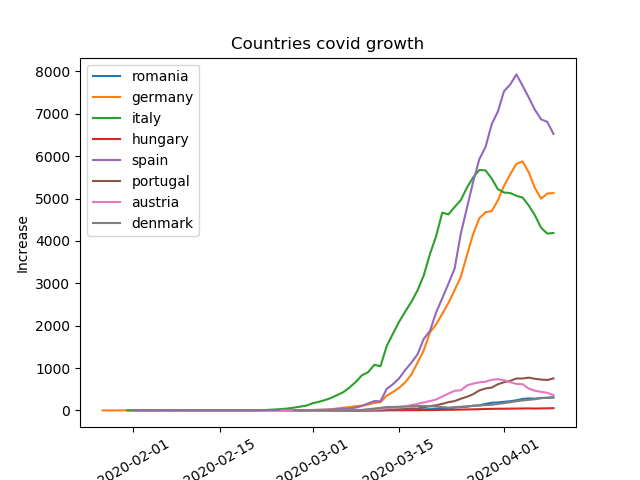 Countries covid growth
romania
germany
italy
hungary
spain
portugal
austria
denmark
Increase
8000
7000
6000
5000
4000
3000
2000
1000
0
2020-02-01
2020-02-15
2020-03-01
2020-03-15
2020-04-01